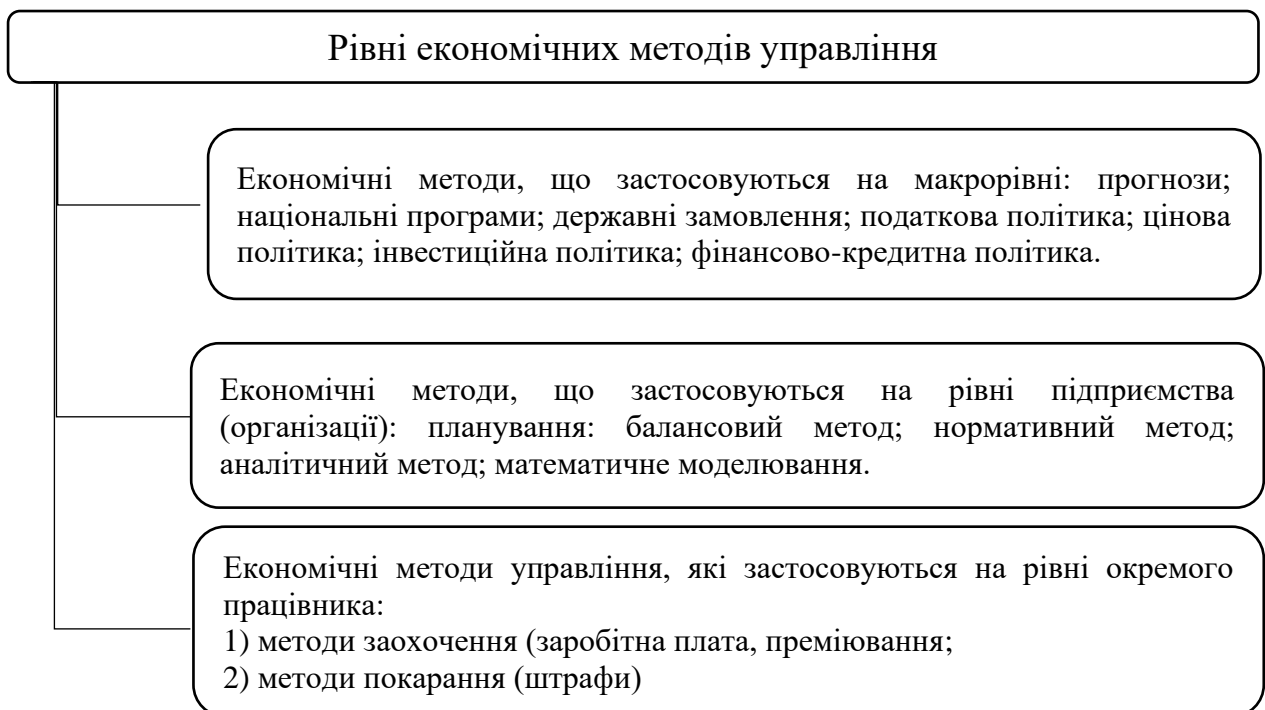 Рівні економічних методів управління
Економічні методи, що застосовуються на макрорівні: прогнози;
національні програми; державні замовлення; податкова політика; цінова
політика; інвестиційна політика; фінансово-кредитна політика.
Економічні методи, що застосовуються на рівні підприємства
(організації): планування: балансовий метод; нормативний метод;
аналітичний метод; математичне моделювання.
Економічні методи управління, які застосовуються на рівні окремого
працівника:
1) методи заохочення (заробітна плата, преміювання;
2) методи покарання (штрафи)